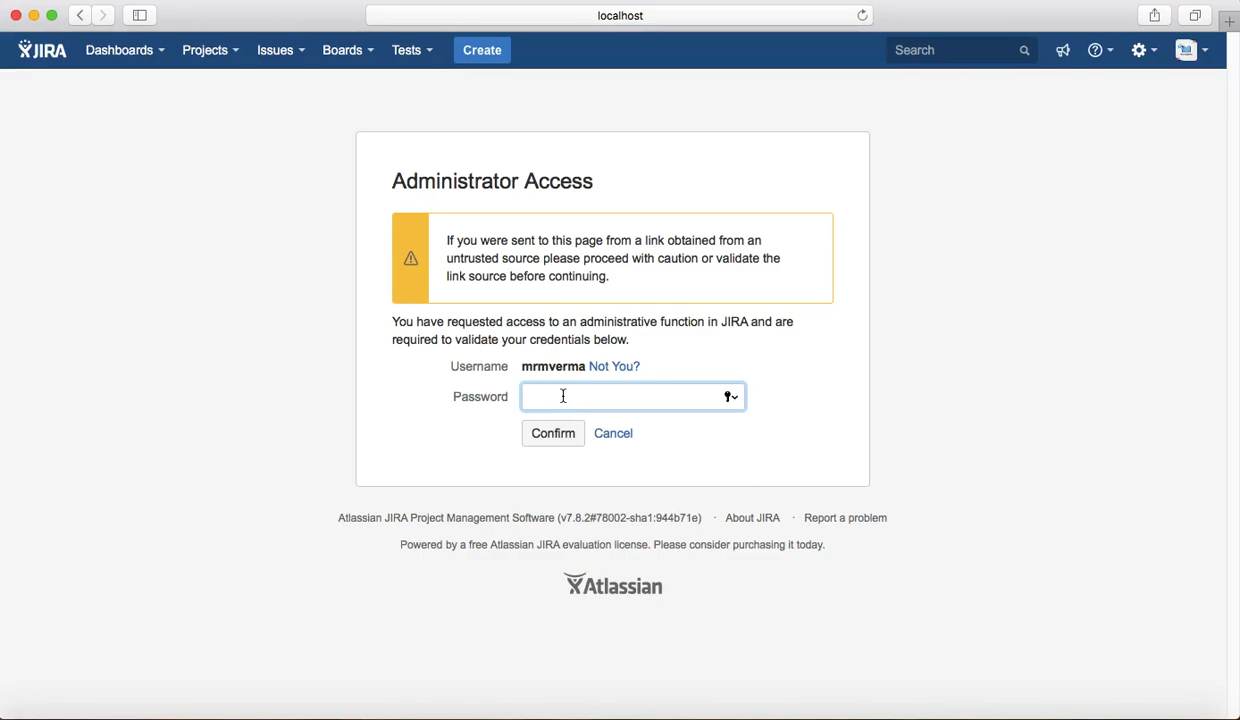 localhost
JIRA Dashboards Projects Issues Boards Tests Create Search
Administrator Access
If you were sent to this page from a link obtained from an
untrusted source please proceed with caution or validate the
link source before continuing.
You have requested access to an administrative function in JIRA and are
required to validate your credentials below.
Username mrmverma Not You?
Password
Confirm Cancel
Atlassian JIRA Project Management Software (v7.8.2#78002-sha1:944b71e) · About JIRA · Report a problem
Powered by a free Atlassian JIRA evaluation license. Please consider purchasing it today.
Atlassian